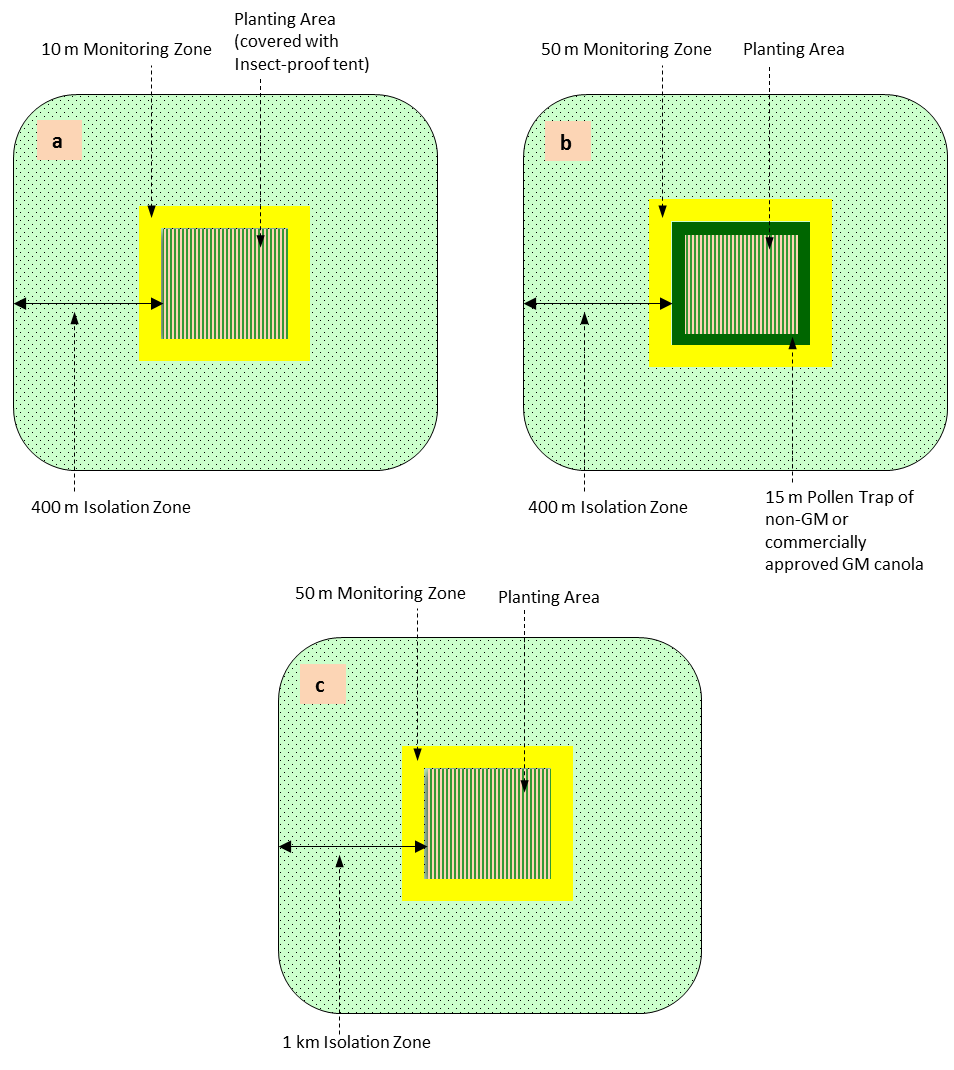 10 m Monitoring Zone
Planting Area
(covered with
Insect-proof tent)
a
400 m Isolation Zone
50 m Monitoring Zone
Planting Area
b
400 m Isolation Zone
15 m Pollen Trap of
non-GM or
commercially
approved GM canola
50 m Monitoring Zone
Planting Area
c
1 km Isolation Zone